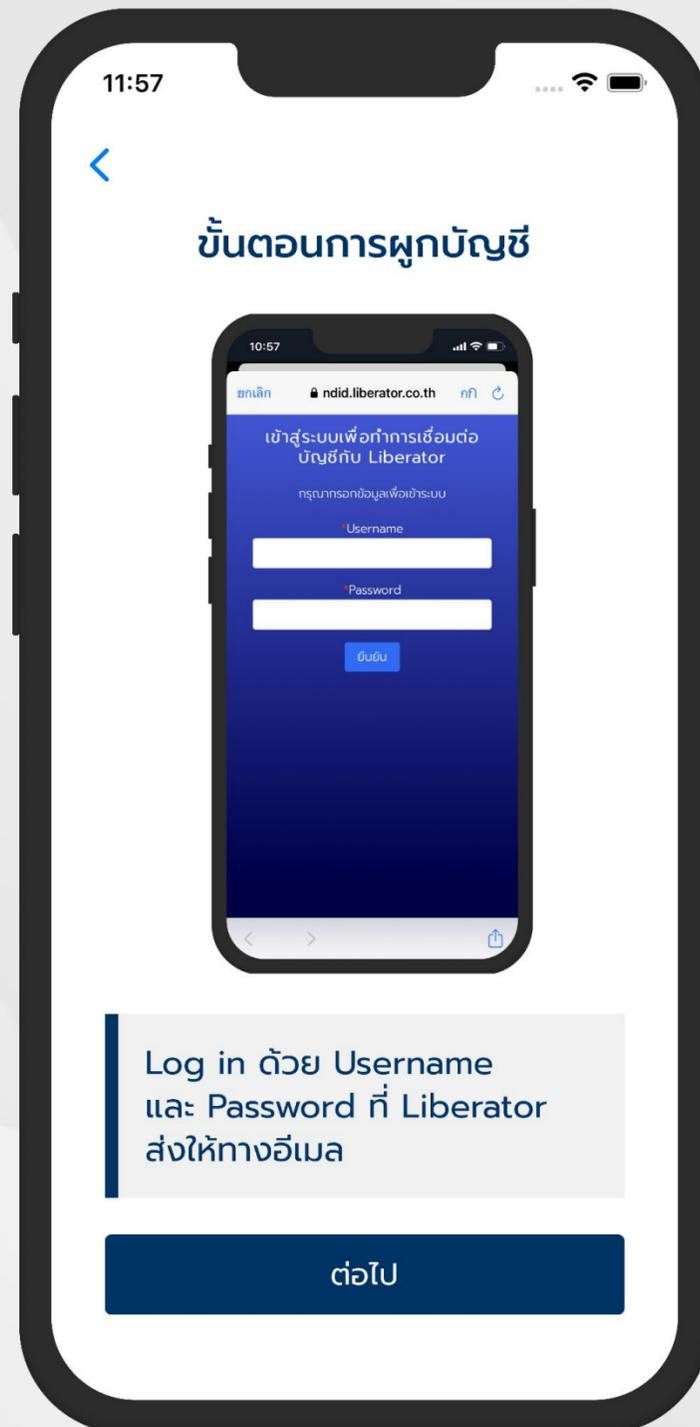 11:57
ขั้นตอนการผูกบัญชี
10:57
ยกเลิก ndid.liberator.co.th กกิ
เข้าสู่ระบบเพื่อทำการเชื่อมต่อ
บัญชีกับ Liberator
กรุณากรอกข้อมูลเพื่อเข้าระบบ
*Username
*Password
ยืนยัน
Log in ด้วย Username
และ Password ที่ Liberator
ส่งให้ทางอีเมล
ต่อไป